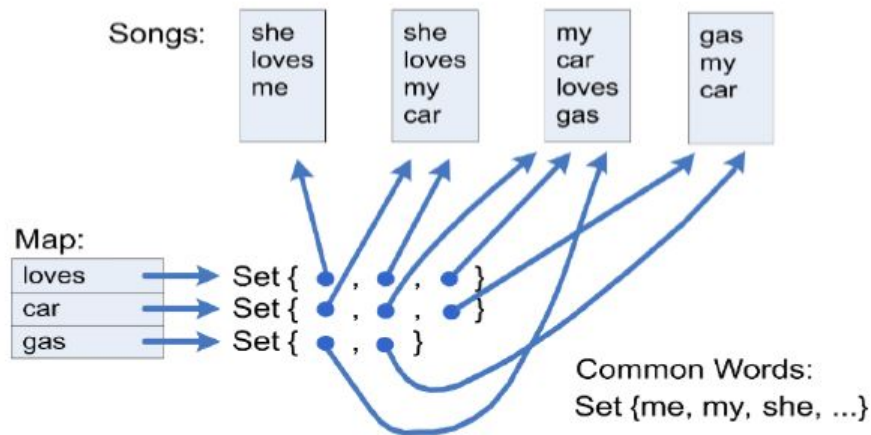 Songs:
she
loves
me
she
loves
my
car
my
car
loves
gas
gas
my
car
Map:
loves
car
gas
Set { , , }
Set { , , }
Set { , }
Common Words:
Set {me, my, she, ...}